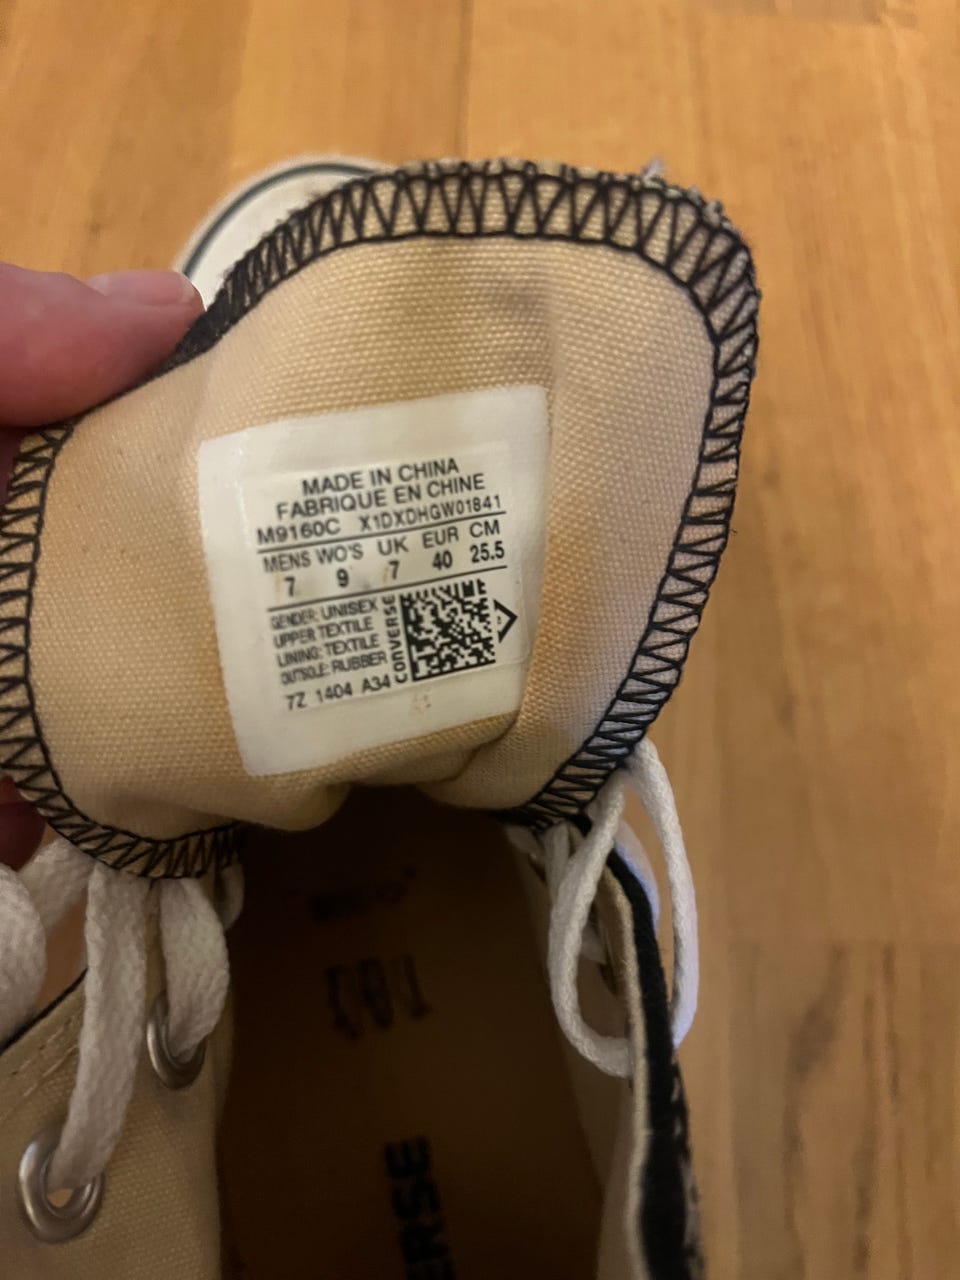 MADE IN CHINA
FABRIQUE EN CHINE
M9160C X1DXDHGW01841
MENS WO'S UK EUR CM
7 9 7 40 25.5
GENDER: UNISEX
UPPER TEXTILE
LINING: TEXTILE
OUTSOLE: RUBBER
CONVERSE
7Z 1404 A34
ERSE